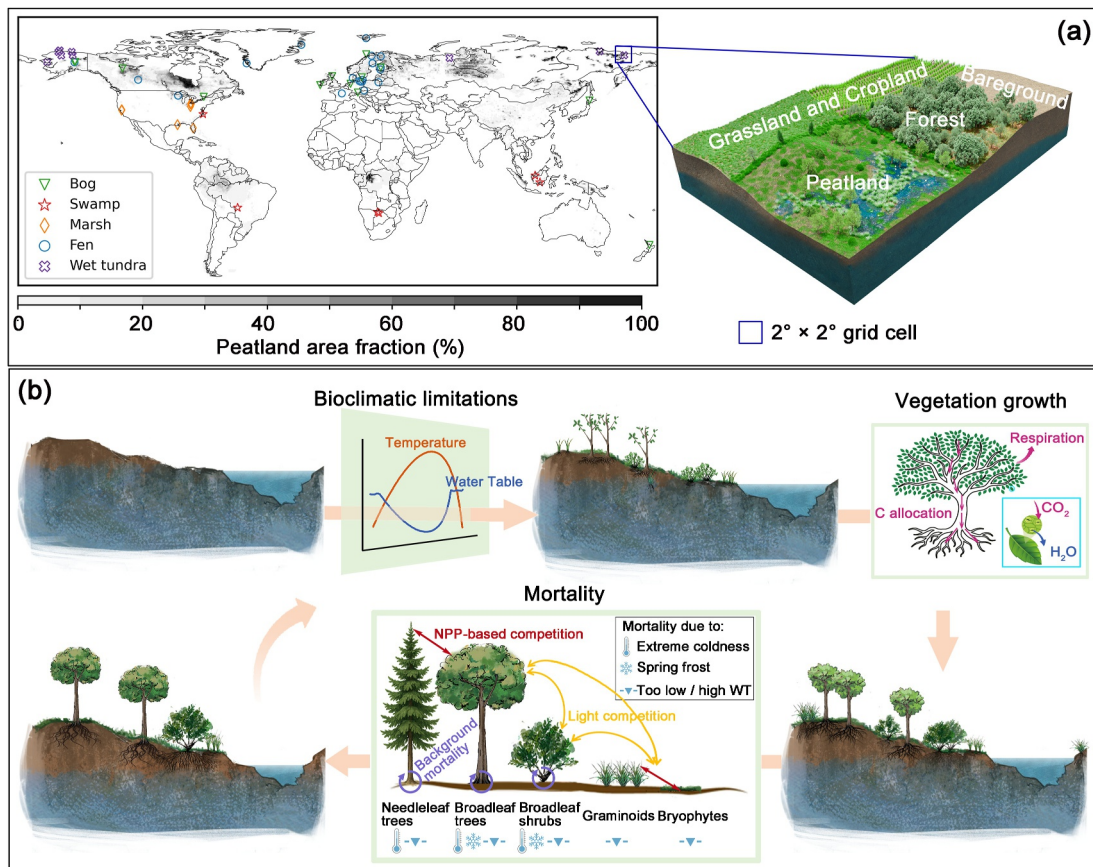 (a)
Bog
Swamp
Marsh
Fen
Wet tundra
0 20 40 60 80 100
Peatland area fraction (%)
Grassland and Cropland
Bareground
Forest
Peatland
2° × 2° grid cell
(b)
Bioclimatic limitations
Temperature
Water Table
Vegetation growth
Respiration
C allocation
CO₂
H₂O
Mortality
NPP-based competition
Mortality due to:
Extreme coldness
Spring frost
Too low / high WT
Light competition
Background
mortality
Needleleaf
trees
Broadleaf
trees
Broadleaf
shrubs
Graminoids
Bryophytes